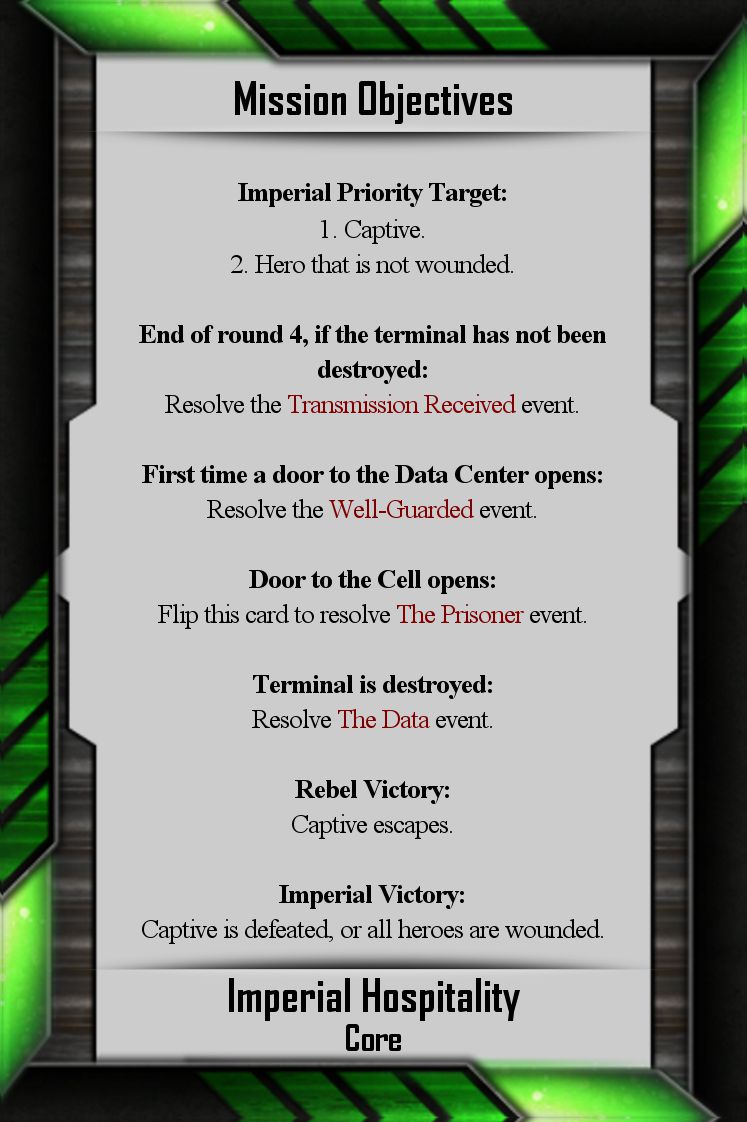 Mission Objectives
Imperial Priority Target:
1. Captive.
2. Hero that is not wounded.
End of round 4, if the terminal has not been
destroyed:
Resolve the Transmission Received event.
First time a door to the Data Center opens:
Resolve the Well-Guarded event.
Door to the Cell opens:
Flip this card to resolve The Prisoner event.
Terminal is destroyed:
Resolve The Data event.
Rebel Victory:
Captive escapes.
Imperial Victory:
Captive is defeated, or all heroes are wounded.
Imperial Hospitality
Core